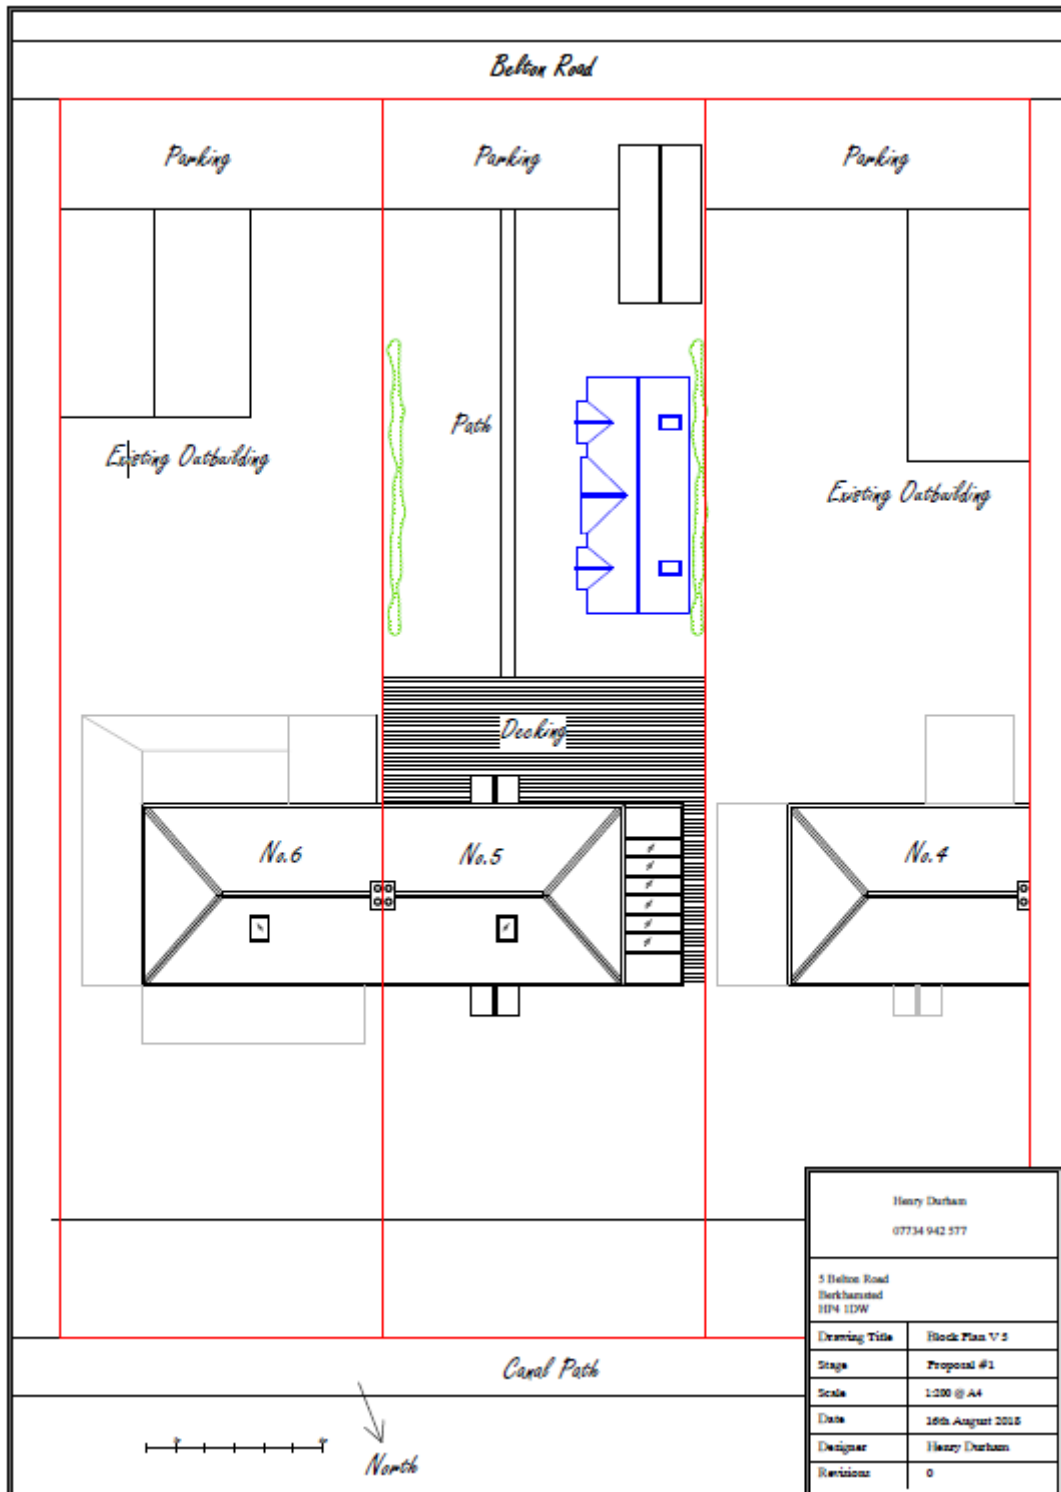 Belton Road
Parking
Parking
Parking
Path
Existing Outbuilding
Existing Outbuilding
Decking
No.6
No.5
No.4
Henry Durham
07734 942 577
5 Belton Road
Berkhamsted
HP4 1DW
Drawing Title Block Plan V 5
Stage Proposal #1
Scale 1:200 @ A4
Date 16th August 2018
Designer Henry Durham
Revisions 0
Canal Path
North